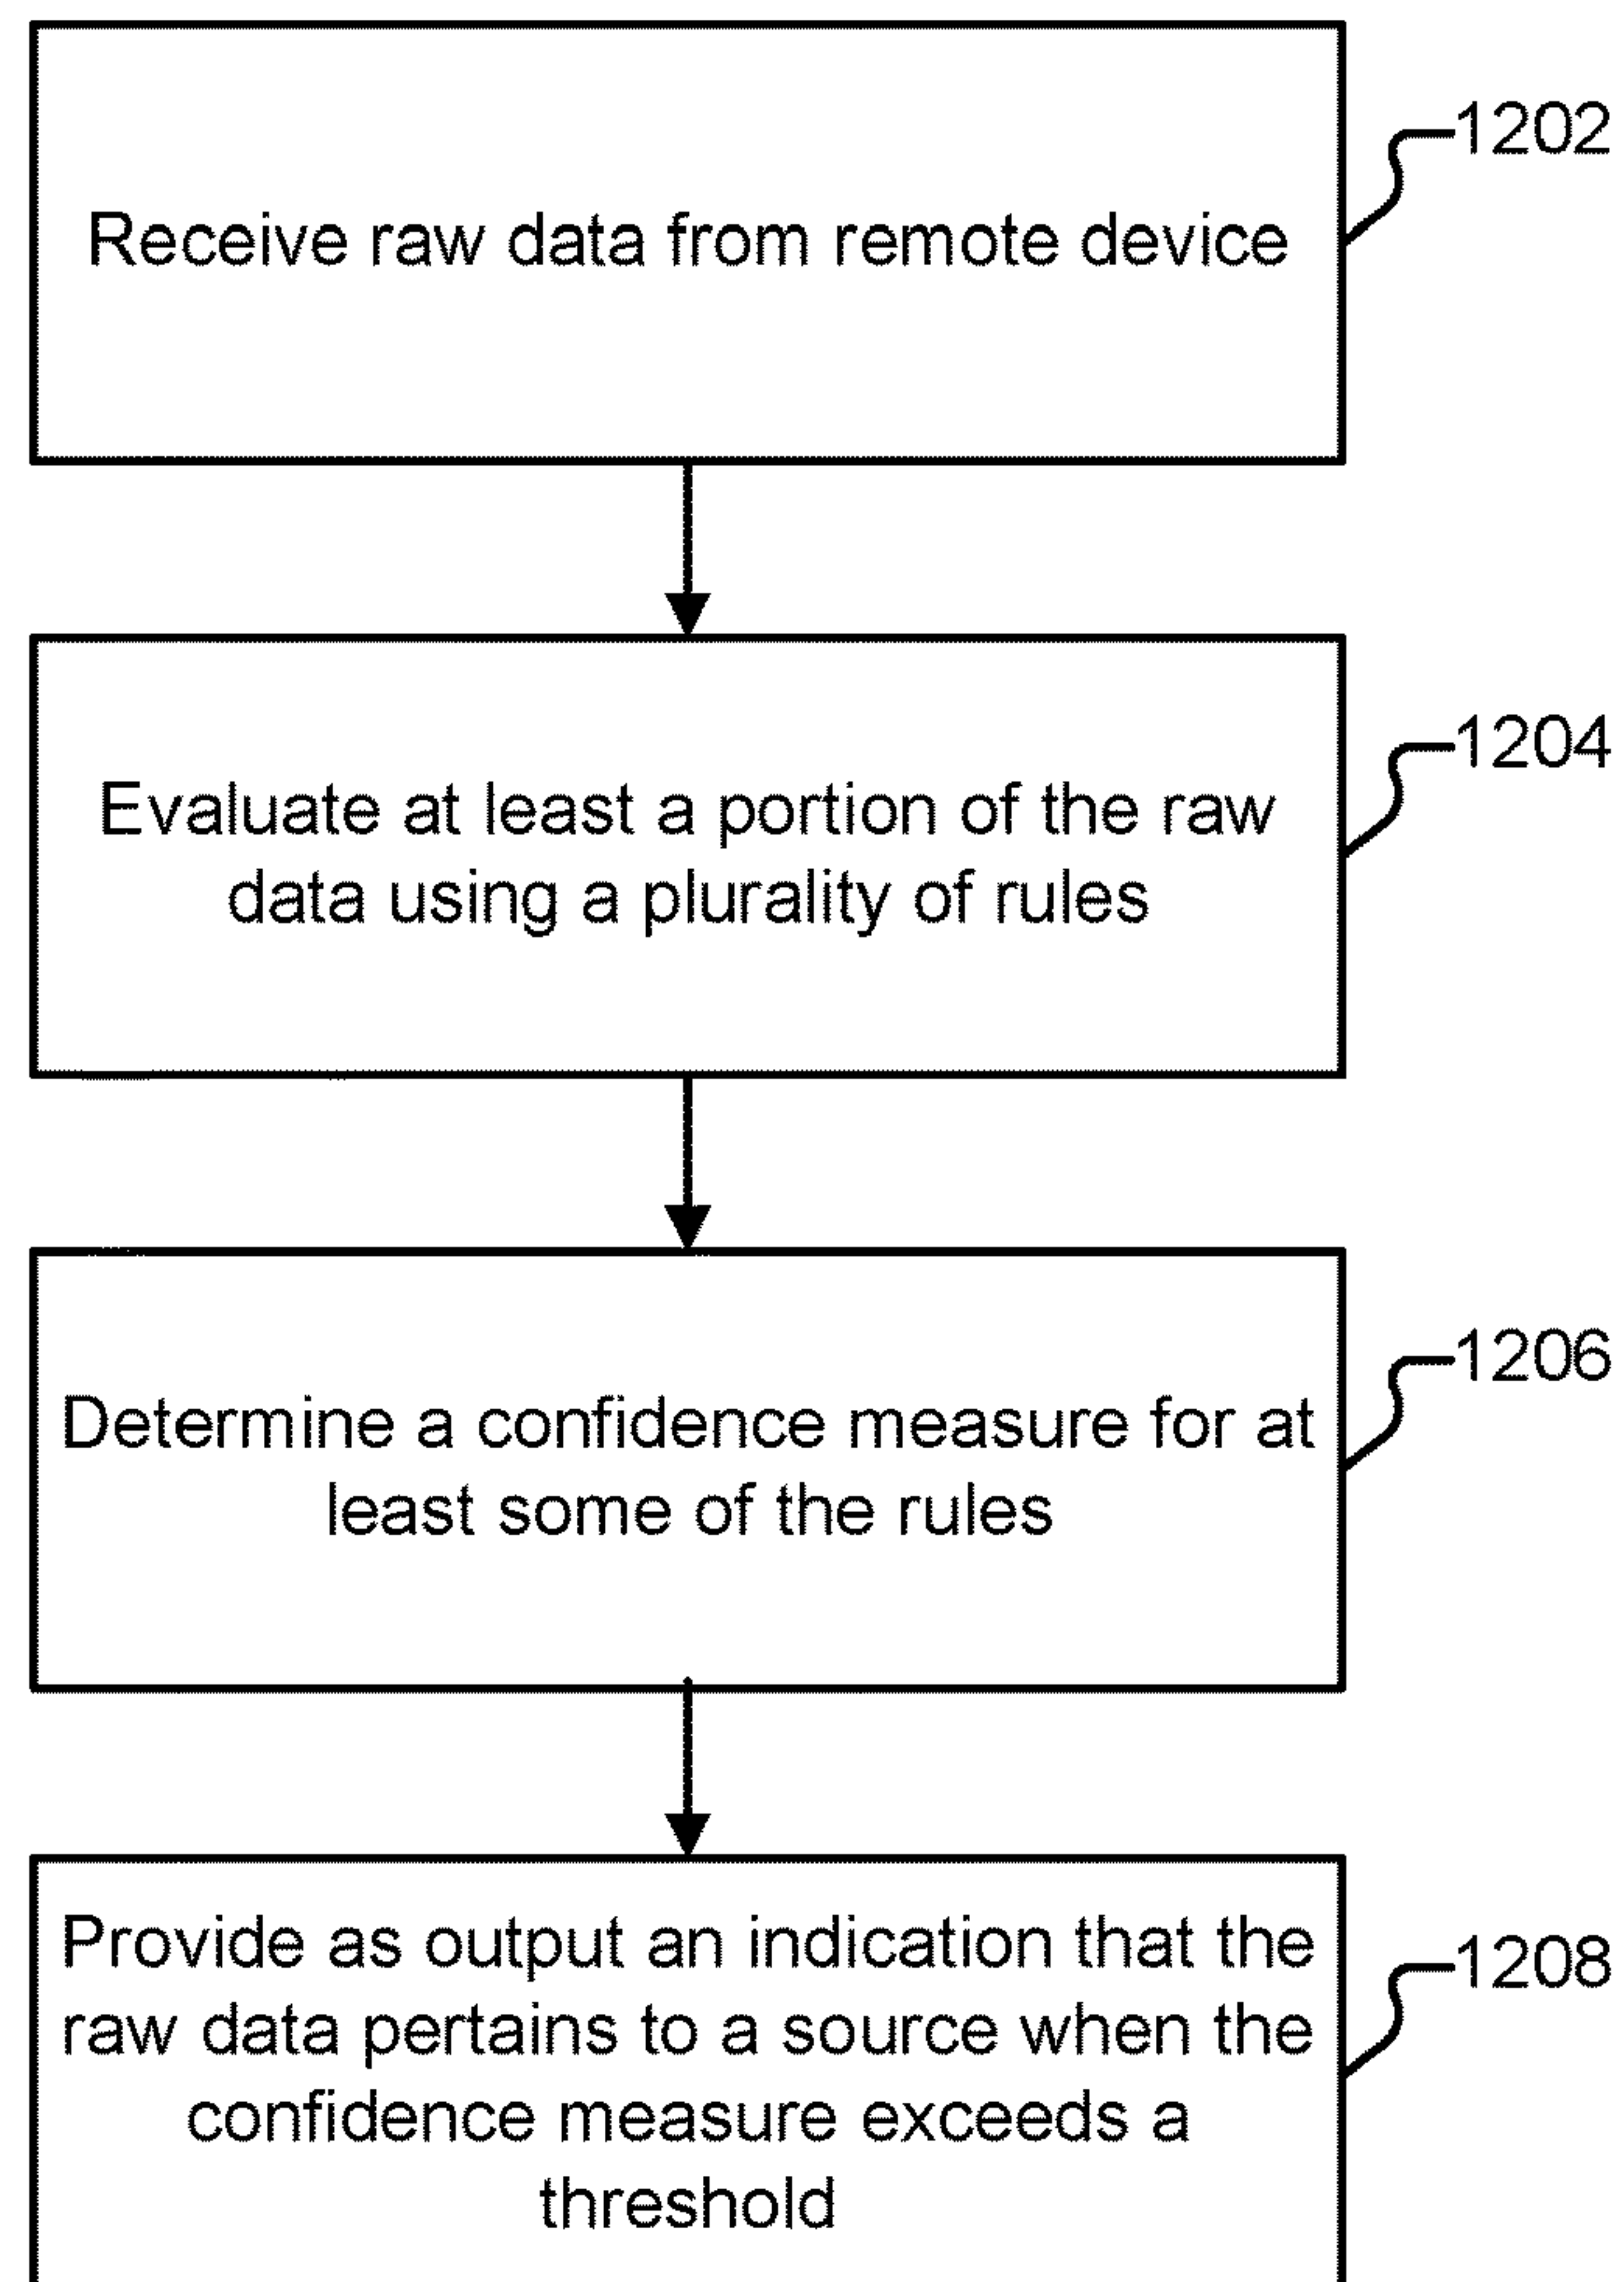 Receive raw data from remote device
1202
Evaluate at least a portion of the raw
data using a plurality of rules
1204
Determine a confidence measure for at
least some of the rules
1206
Provide as output an indication that the
raw data pertains to a source when the
confidence measure exceeds a
threshold
1208